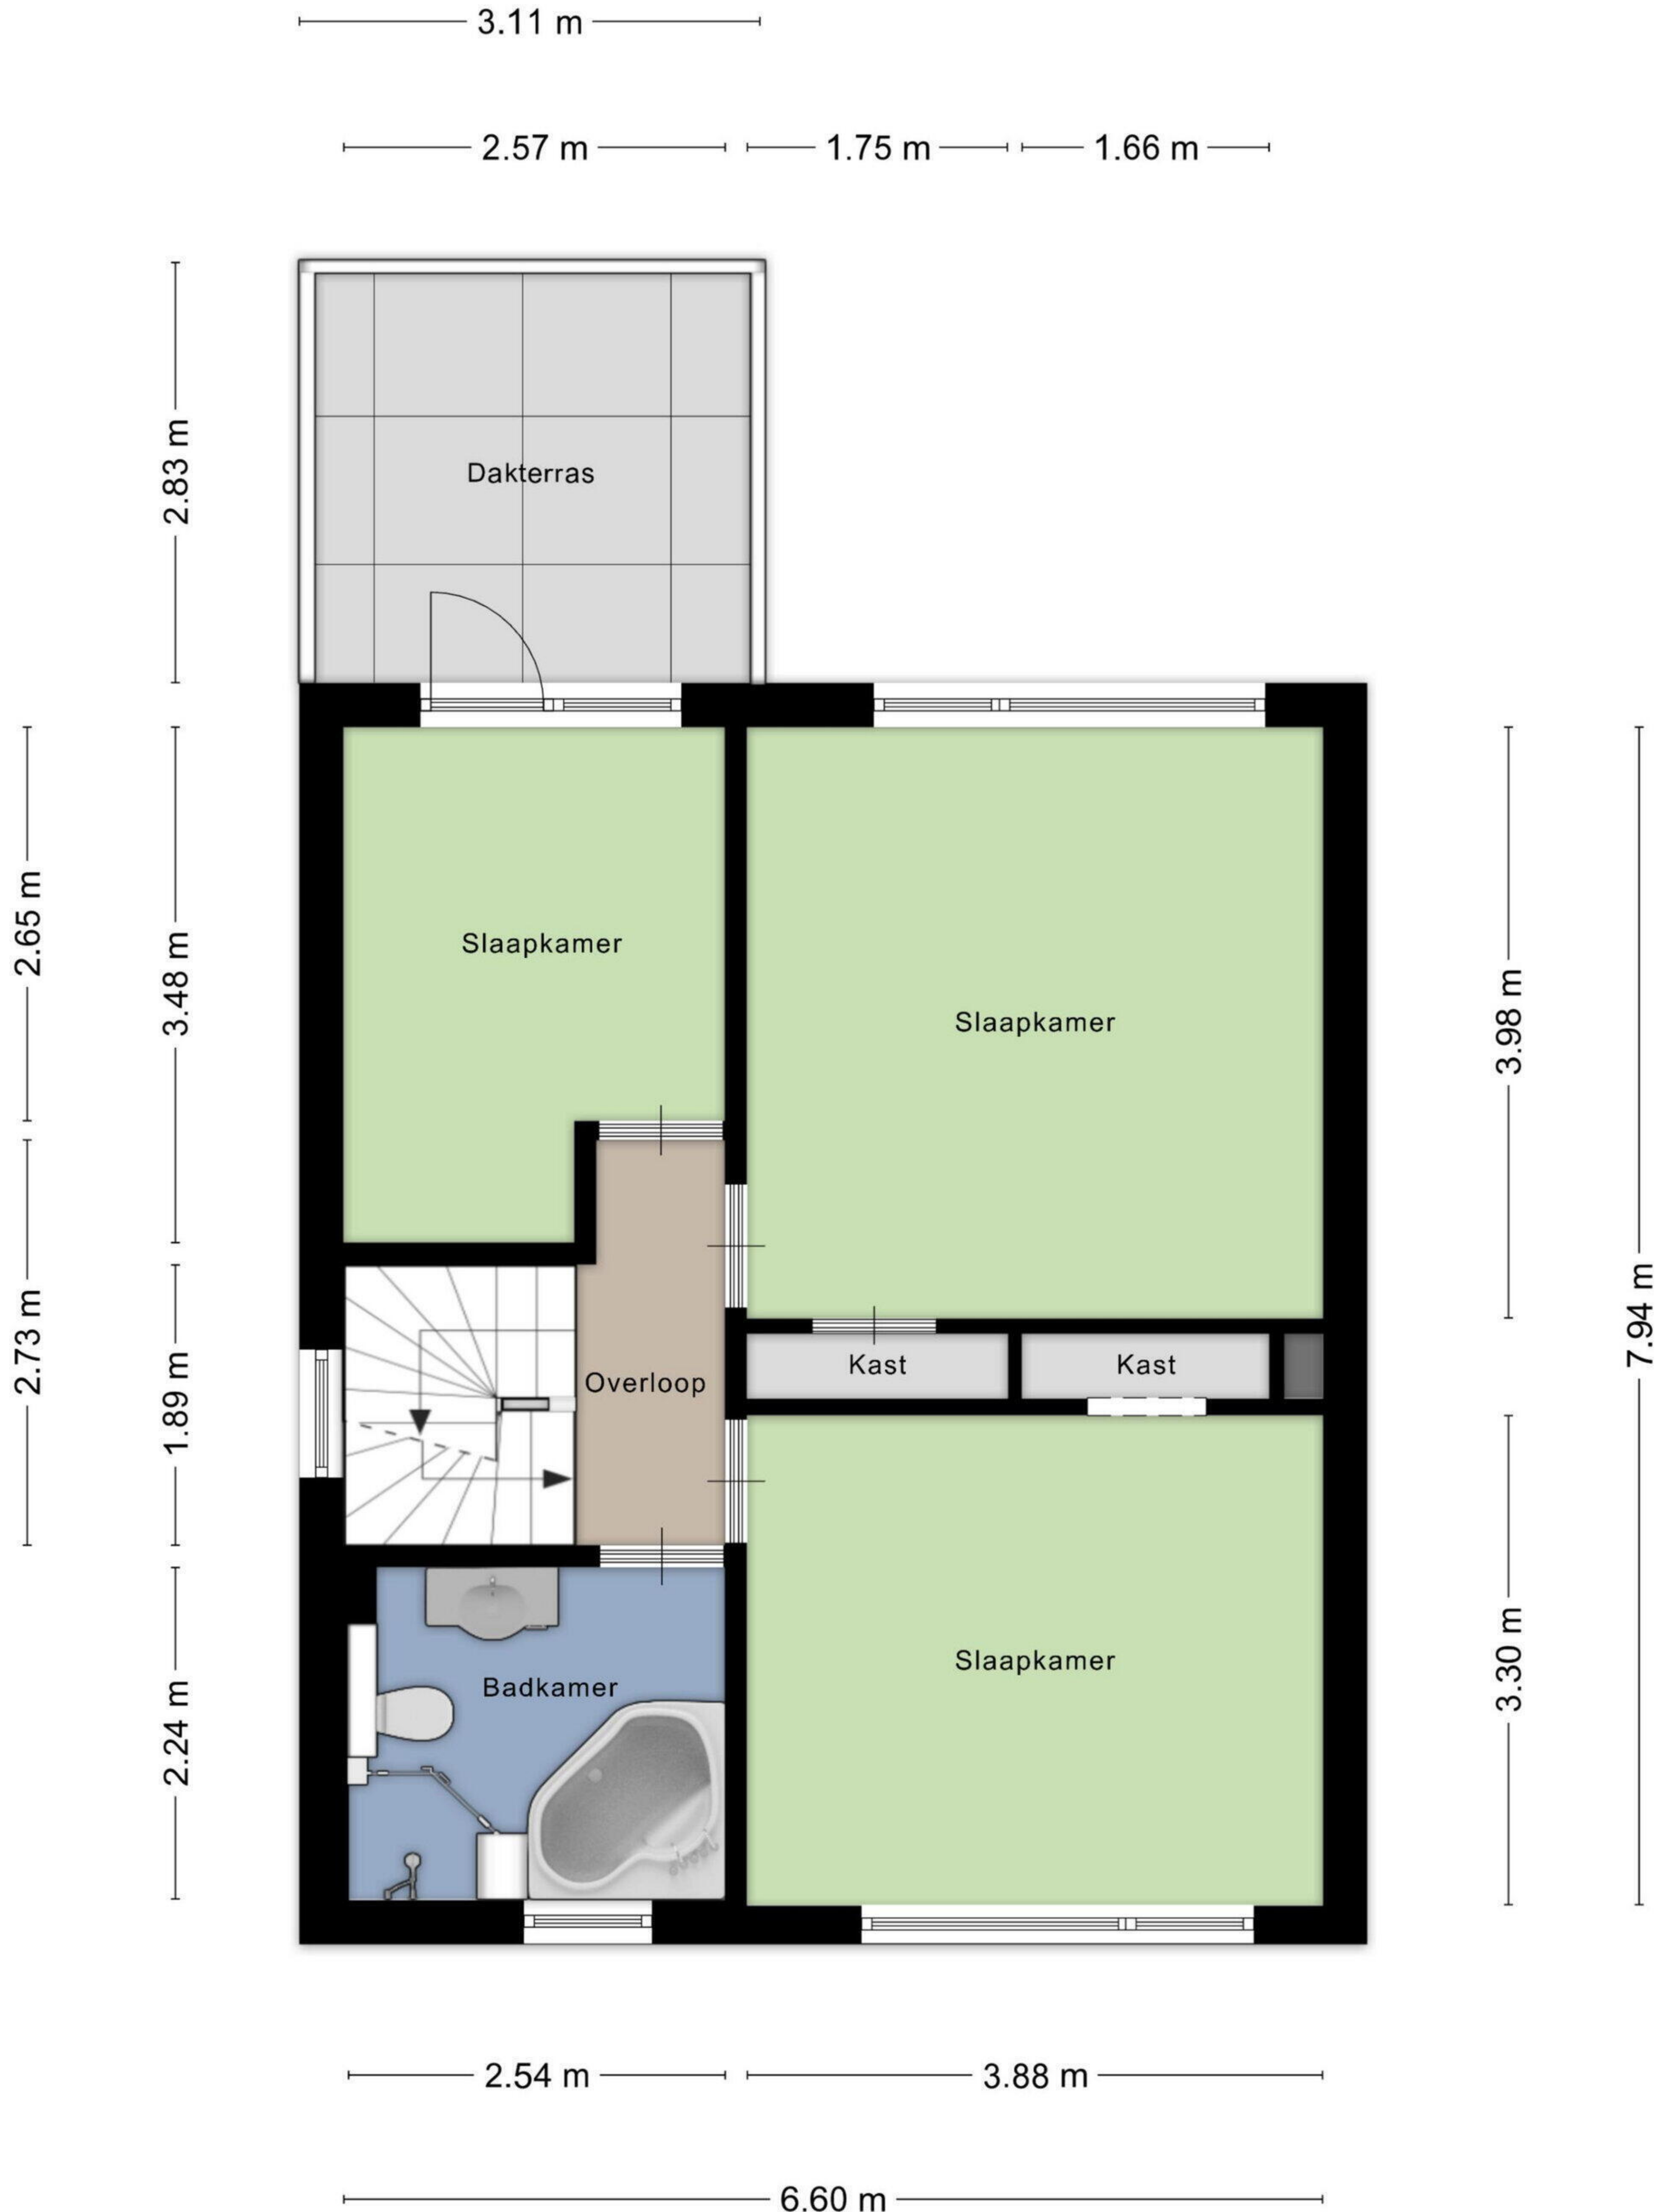 3.11 m
2.57 m
1.75 m
1.66 m
2.83 m
Dakterras
2.65 m
3.48 m
Slaapkamer
Slaapkamer
3.98 m
7.94 m
2.73 m
1.89 m
Overloop
Kast
Kast
2.24 m
Badkamer
Slaapkamer
3.30 m
2.54 m
3.88 m
6.60 m